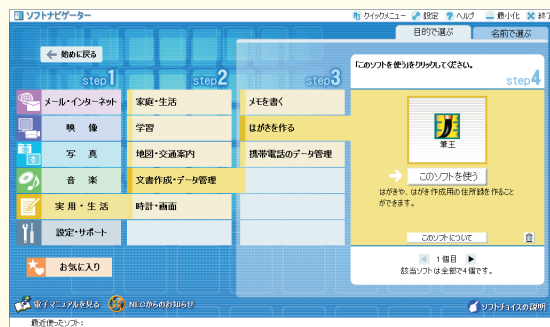 ソフトナビゲーター
クイックメニュー 設定 ? ヘルプ 最小化 終了
目的で選ぶ 名前で選ぶ
始めに戻る
「このソフトを使う」をクリックしてください。
step1 step2 step3 step4
メール・インターネット 家庭・生活 メモを書く
映 像 学習 はがきを作る
筆王
写 真 地図・交通案内 携帯電話のデータ管理
音 楽 文書作成・データ管理
このソフトを使う
はがきや、はがき作成用の住所録を作ること
ができます。
実用・生活 時計・画面
設定・サポート
このソフトについて
お気に入り
1 個目
該当ソフトは全部で4個です。
電子マニュアルを見る NECからのお知らせ ソフトチョイスの説明
最近使ったソフト: